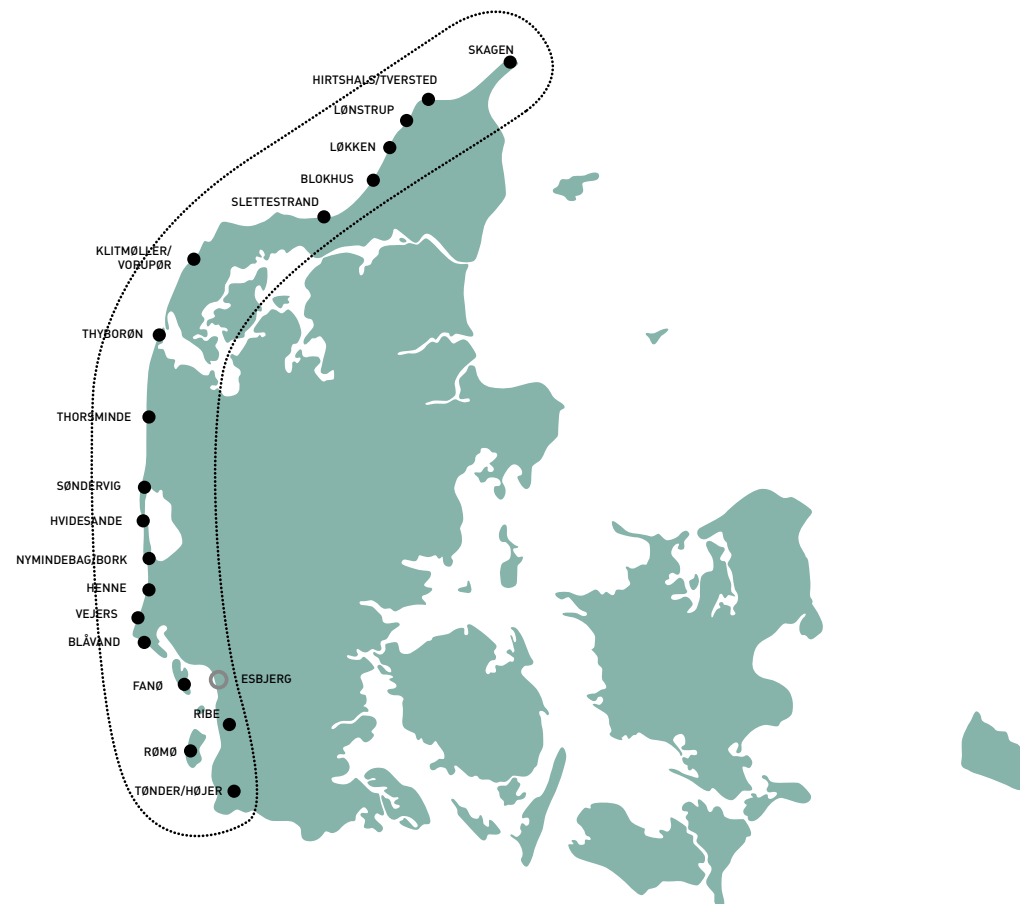 SKAGEN
HIRTSHALS/TVERSTED
LØNSTRUP
LØKKEN
BLOKHUS
SLETTESTRAND
KLITMØLLER/
VORUPØR
THYBORØN
THORSMINDE
SØNDERVIG
HVIDESANDE
NYMINDEBAG/BORK
HENNE
VEJERS
BLÅVAND
ESBJERG
FANØ
RIBE
RØMØ
TØNDER/HØJER